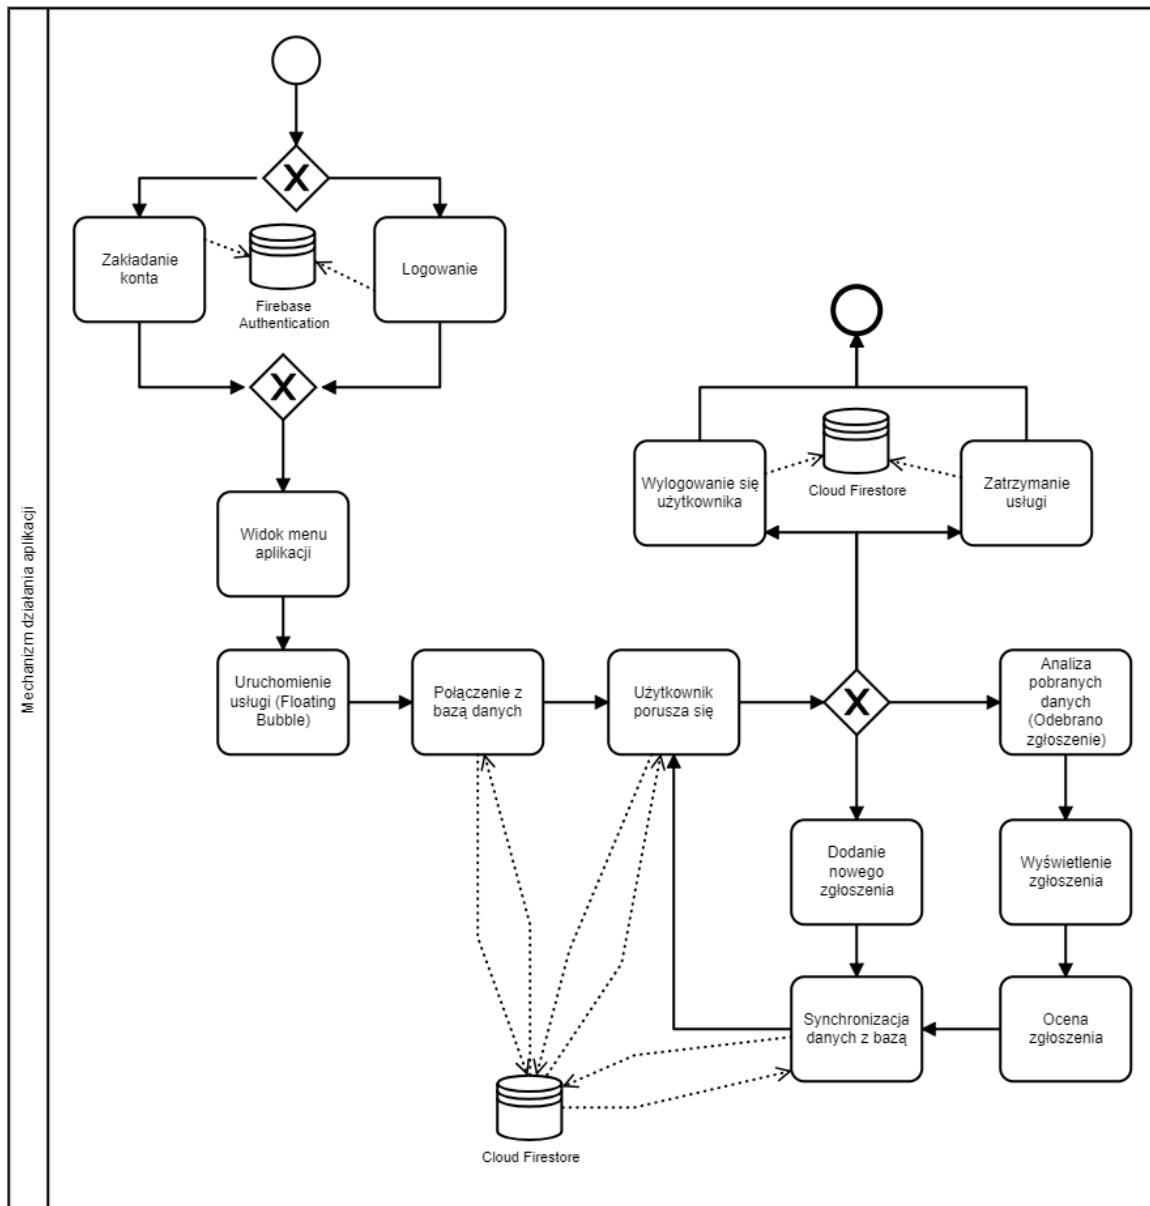 Mechanizm działania aplikacji
X
Zakładanie
konta
Logowanie
Firebase
Authentication
X
Wylogowanie się
użytkownika
Cloud Firestore
Zatrzymanie
usługi
Widok menu
aplikacji
Uruchomienie
usługi (Floating
Bubble)
Połączenie z
bazą danych
Użytkownik
porusza się
X
Analiza
pobranych
danych
(Odebrano
zgłoszenie)
Dodanie
nowego
zgłoszenia
Wyświetlenie
zgłoszenia
Synchronizacja
danych z bazą
Ocena
zgłoszenia
Cloud Firestore